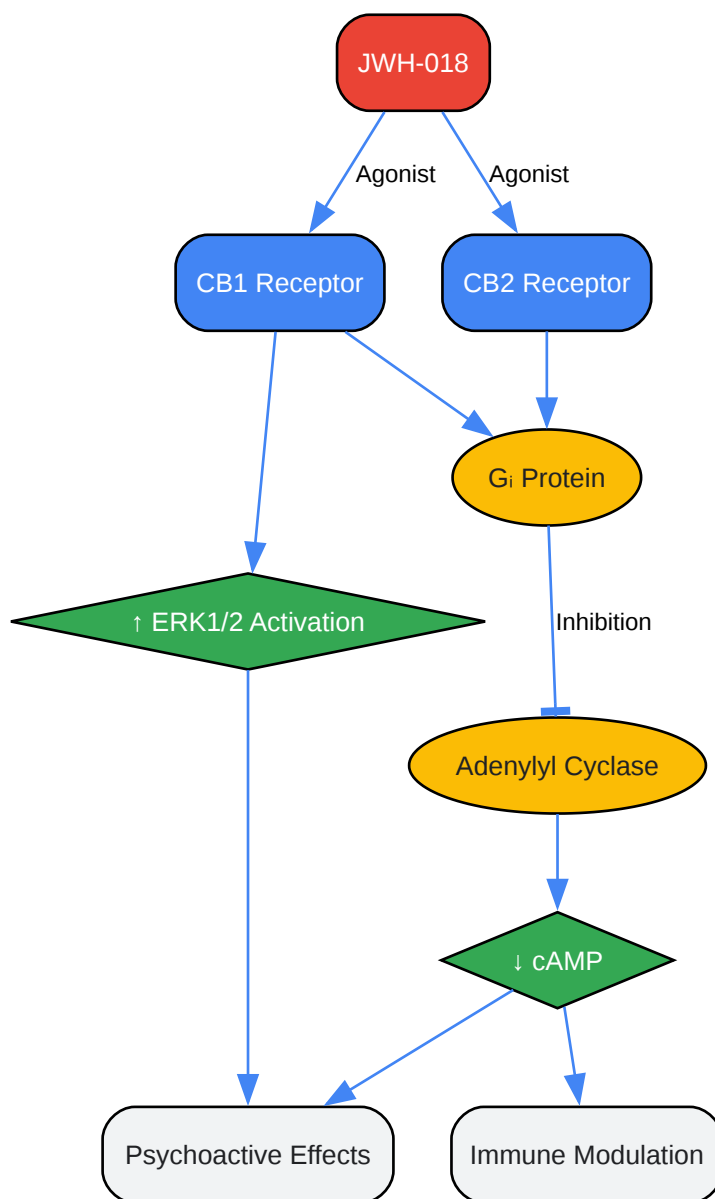 JWH-018
Agonist
Agonist
CB1 Receptor
CB2 Receptor
Gᵢ Protein
↑ ERK1/2 Activation
Inhibition
Adenylyl Cyclase
↓ cAMP
Psychoactive Effects
Immune Modulation